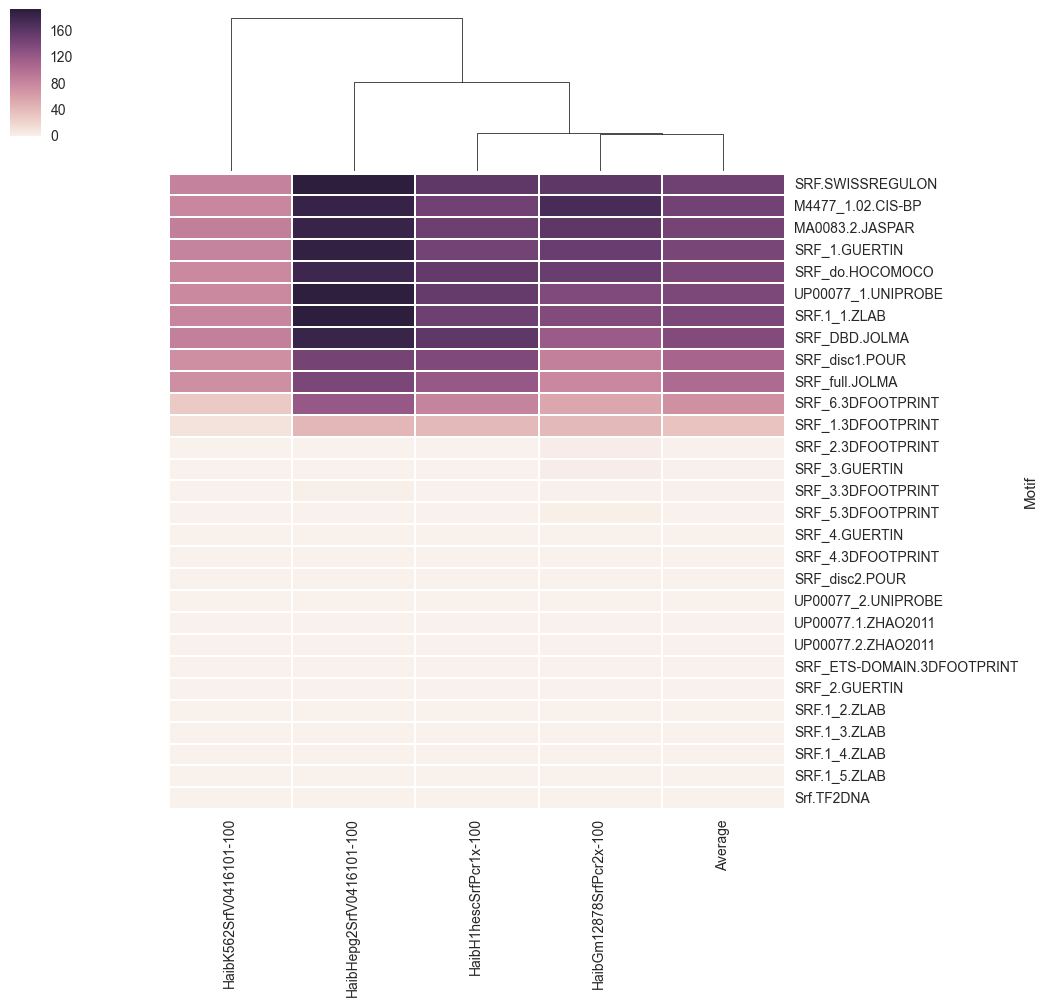 160
120
80
40
0
SRF.SWISSREGULON
M4477_1.02.CIS-BP
MA0083.2.JASPAR
SRF_1.GUERTIN
SRF_do.HOCOMOCO
UP00077_1.UNIPROBE
SRF.1_1.ZLAB
SRF_DBD.JOLMA
SRF_disc1.POUR
SRF_full.JOLMA
SRF_6.3DFOOTPRINT
SRF_1.3DFOOTPRINT
SRF_2.3DFOOTPRINT
SRF_3.GUERTIN
SRF_3.3DFOOTPRINT
SRF_5.3DFOOTPRINT
SRF_4.GUERTIN
SRF_4.3DFOOTPRINT
SRF_disc2.POUR
UP00077_2.UNIPROBE
UP00077.1.ZHAO2011
UP00077.2.ZHAO2011
SRF_ETS-DOMAIN.3DFOOTPRINT
SRF_2.GUERTIN
SRF.1_2.ZLAB
SRF.1_3.ZLAB
SRF.1_4.ZLAB
SRF.1_5.ZLAB
Srf.TF2DNA
Motif
HaibK562SrfV0416101-100
HaibHepg2SrfV0416101-100
HaibH1hescSrfPcr1x-100
HaibGm12878SrfPcr2x-100
Average